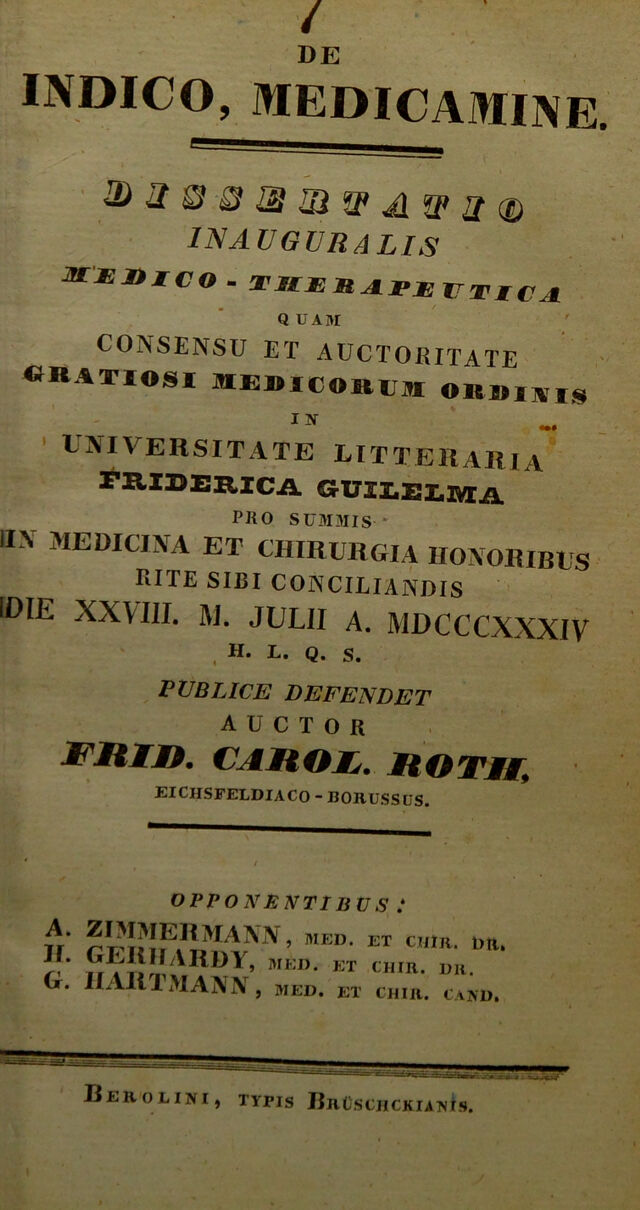 1
DE
INDICO, MEDICAMINE.
DISSERTATIO
INAUGURALIS
MEDICO-THERAPEUTICA
QUAM
CONSENSU ET AUCTORITATE
GRATIOSI MEDICORUM ORDINIS
IN
UNIVERSITATE LITTERARIA
FRIDERICA GUILELMA
PRO SUMMIS
IN MEDICINA ET CHIRURGIA HONORIBUS
RITE SIBI CONCILIANDIS
DIE XXVIII. M. JULII A. MDCCCXXXIV
H. L. Q. S.
PUBLICE DEFENDET
AUCTOR
FRID. CAROL. ROTH,
EICHSFELDIACO-BORUSSUS.
OPPONENTIBUS:
A. ZIMMERMANN, MED. ET CHIR. DR.
H. GERHARDY, MED. ET CHIR. DR.
G. HARTMANN, MED. ET CHIR. CAND.
BEROLINI, TYPIS BRÜSCHCKIANIS.